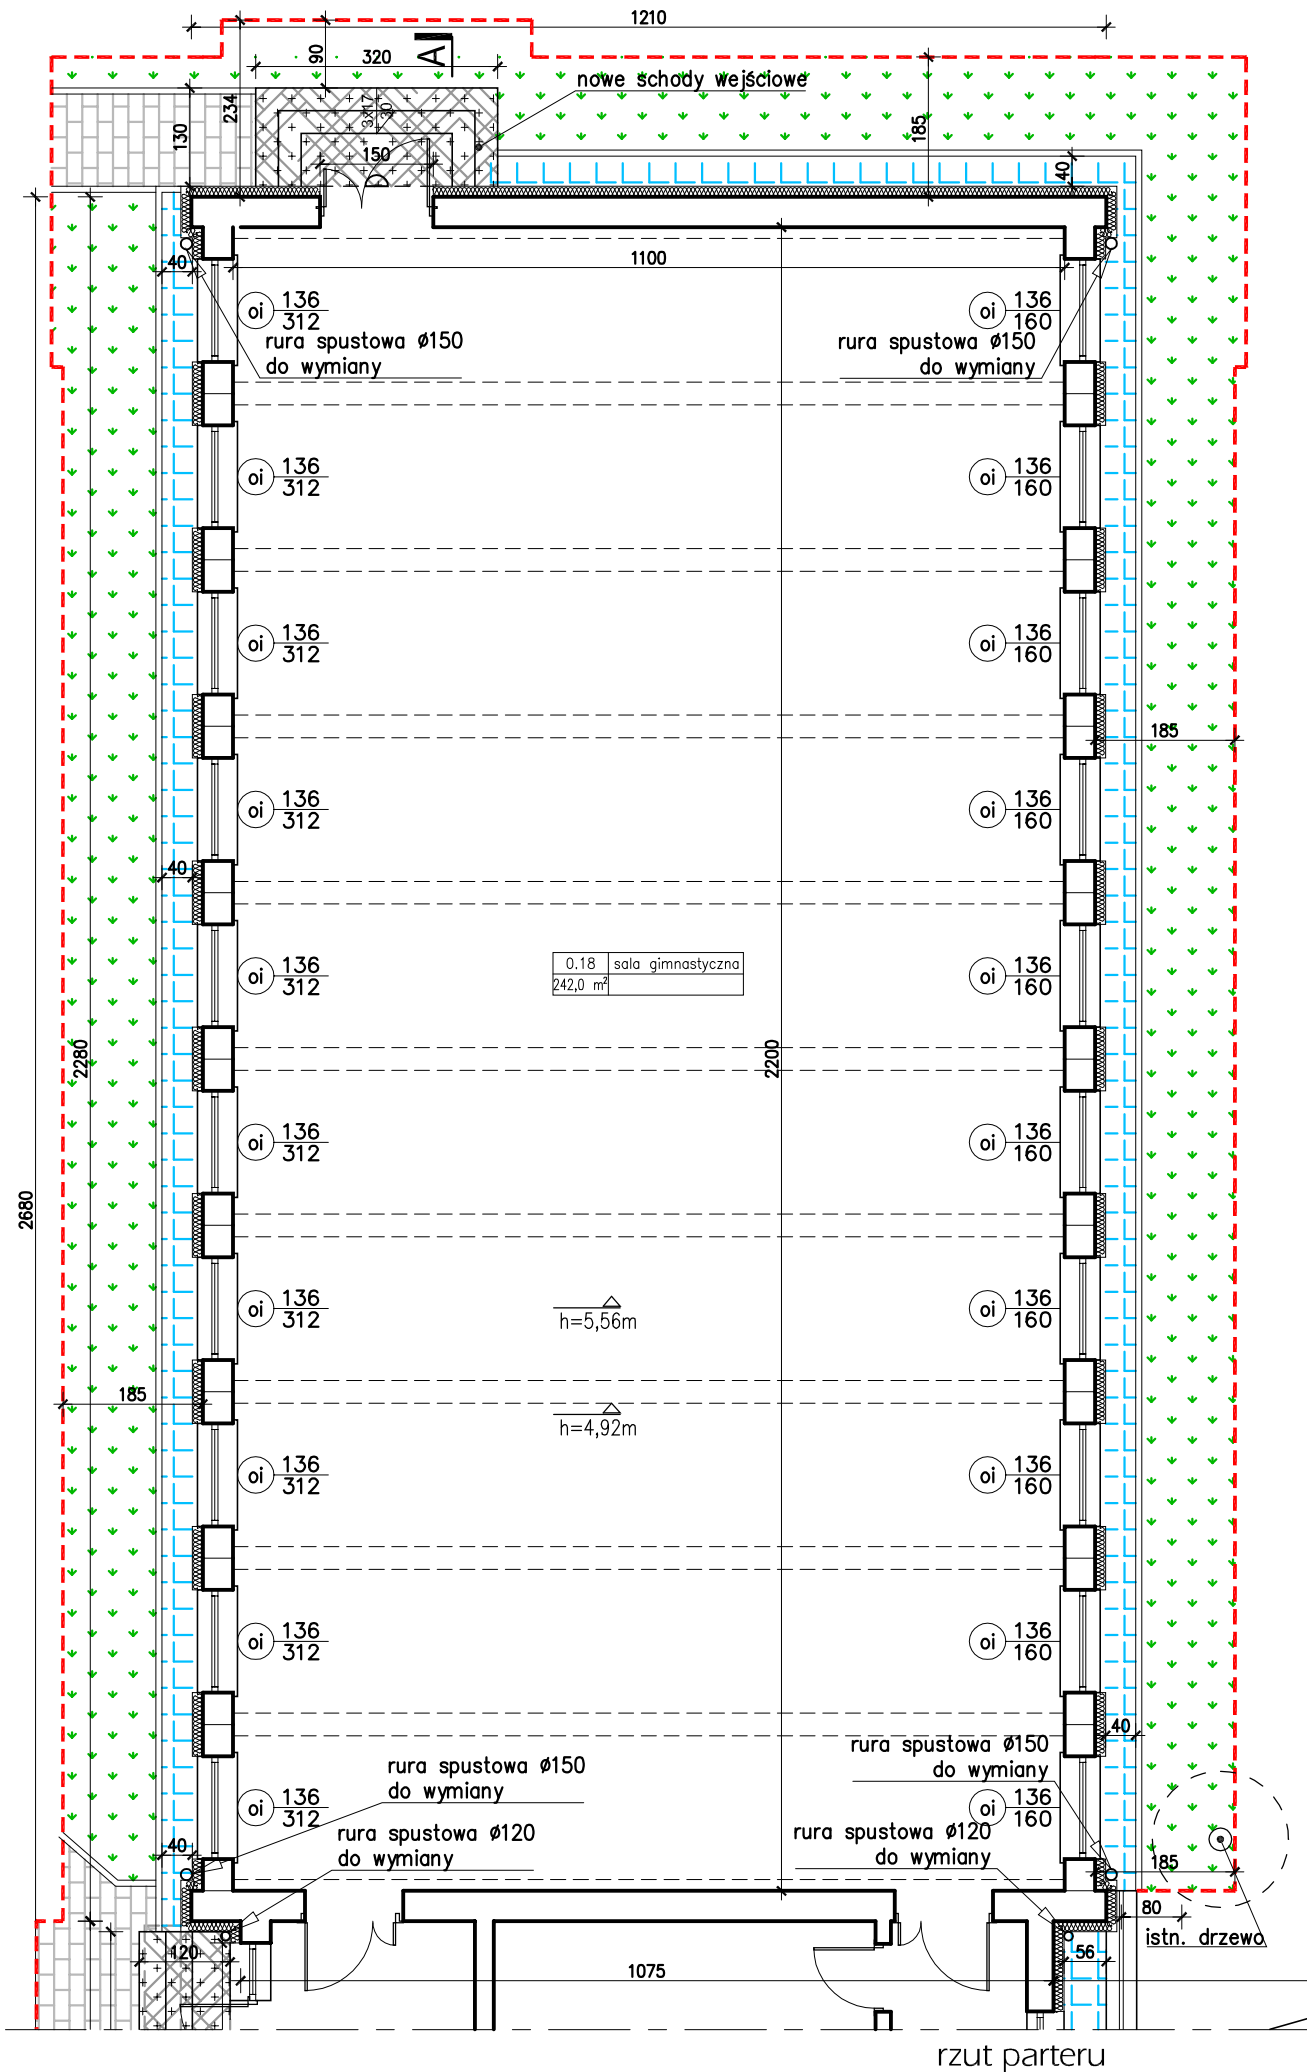 1210
90
320
A
nowe schody wejściowe
234
130
3x17
30
185
150
D
40
40
1100
oi 136
312
oi 136
160
rura spustowa Ø150
do wymiany
rura spustowa Ø150
do wymiany
oi 136
312
oi 136
160
oi 136
312
oi 136
160
185
oi 136
312
oi 136
160
40
0.18 sala gimnastyczna
242,0 m²
oi 136
312
oi 136
160
2280
2200
oi 136
312
oi 136
160
2680
oi 136
312
oi 136
160
h=5,56m
185
h=4,92m
oi 136
312
oi 136
160
oi 136
312
oi 136
160
40
rura spustowa Ø150
do wymiany
rura spustowa Ø150
do wymiany
oi 136
312
oi 136
160
rura spustowa Ø120
do wymiany
rura spustowa Ø120
do wymiany
40
185
80
istn. drzewo
120
1075
56
rzut parteru